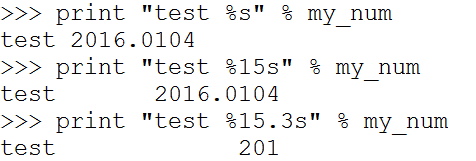 >>> print "test %s" % my_num
test 2016.0104
>>> print "test %15s" % my_num
test       2016.0104
>>> print "test %15.3s" % my_num
test             201